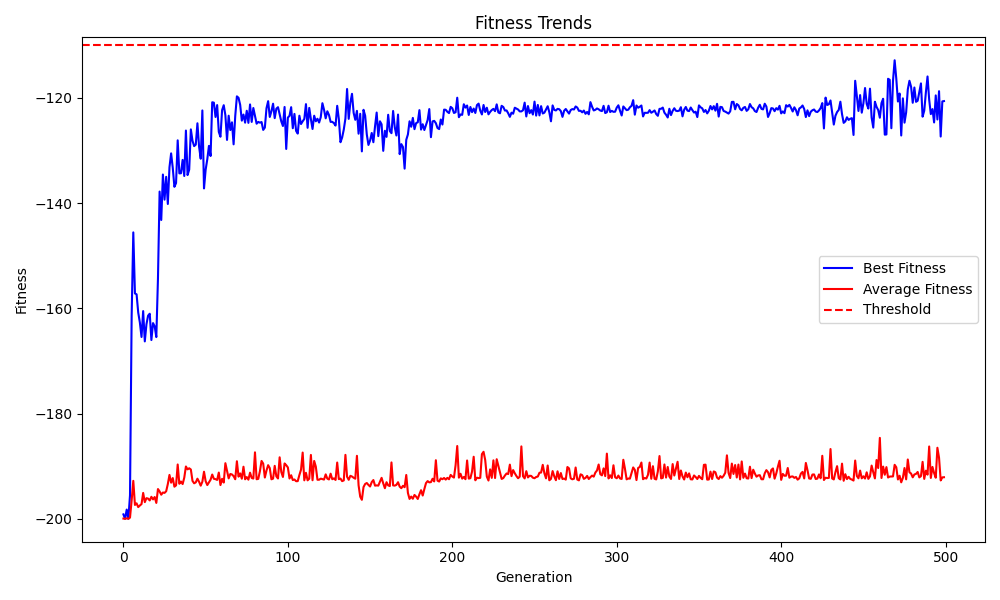 Fitness Trends
Fitness
−120
−140
−160
−180
−200
0
100
200
300
400
500
Generation
Best Fitness
Average Fitness
Threshold